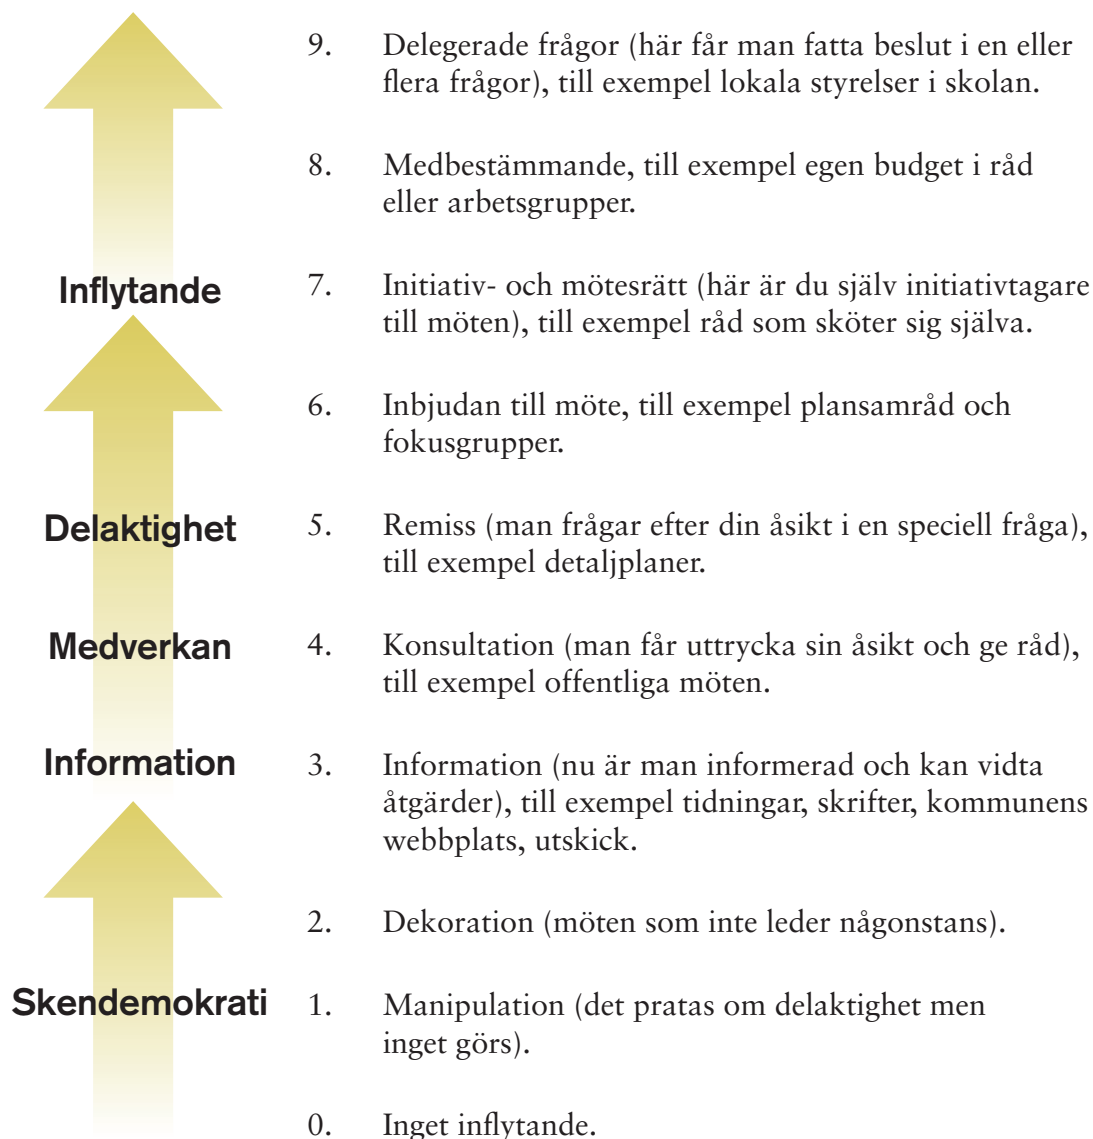 9. Delegerade frågor (här får man fatta beslut i en eller
flera frågor), till exempel lokala styrelser i skolan.
8. Medbestämmande, till exempel egen budget i råd
eller arbetsgrupper.
Inflytande
7. Initiativ- och mötesrätt (här är du själv initiativtagare
till möten), till exempel råd som sköter sig själva.
6. Inbjudan till möte, till exempel plansamråd och
fokusgrupper.
Delaktighet
5. Remiss (man frågar efter din åsikt i en speciell fråga),
till exempel detaljplaner.
Medverkan
4. Konsultation (man får uttrycka sin åsikt och ge råd),
till exempel offentliga möten.
Information
3. Information (nu är man informerad och kan vidta
åtgärder), till exempel tidningar, skrifter, kommunens
webbplats, utskick.
2. Dekoration (möten som inte leder någonstans).
Skendemokrati
1. Manipulation (det pratas om delaktighet men
inget görs).
0. Inget inflytande.